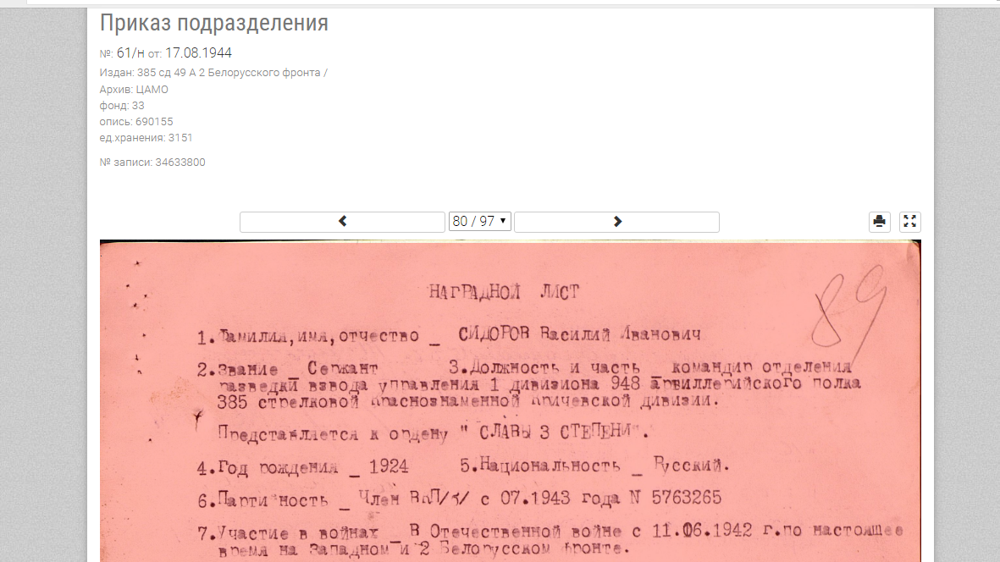 Приказ подразделения
№: 61/н от: 17.08.1944
Издан: 385 сд 49 А 2 Белорусского фронта /
Архив: ЦАМО
фонд: 33
опись: 690155
ед.хранения: 3151
№ записи: 34633800
80 / 97
89
НАГРАДНОЙ ЛИСТ
1.Фамилия,имя,отчество _ СИДОРОВ Василий Иванович
2.Звание _ Сержант 3.Должность и часть _ командир отделения
разведки взвода управления 1 дивизиона 948 артиллерийского полка
385 стрелковой краснознаменной Кричевской дивизии.
Представляется к ордену " СЛАВЫ 3 СТЕПЕНИ".
4.Год рождения _ 1924 5.Национальность _ Русский.
6.Партийность _ Член ВКП/б/ с 07.1943 года N 5763265
7.Участие в войнах _ В Отечественной войне с 11.06.1942 г.по настоящее
время на Западном и 2 Белорусском фронте.